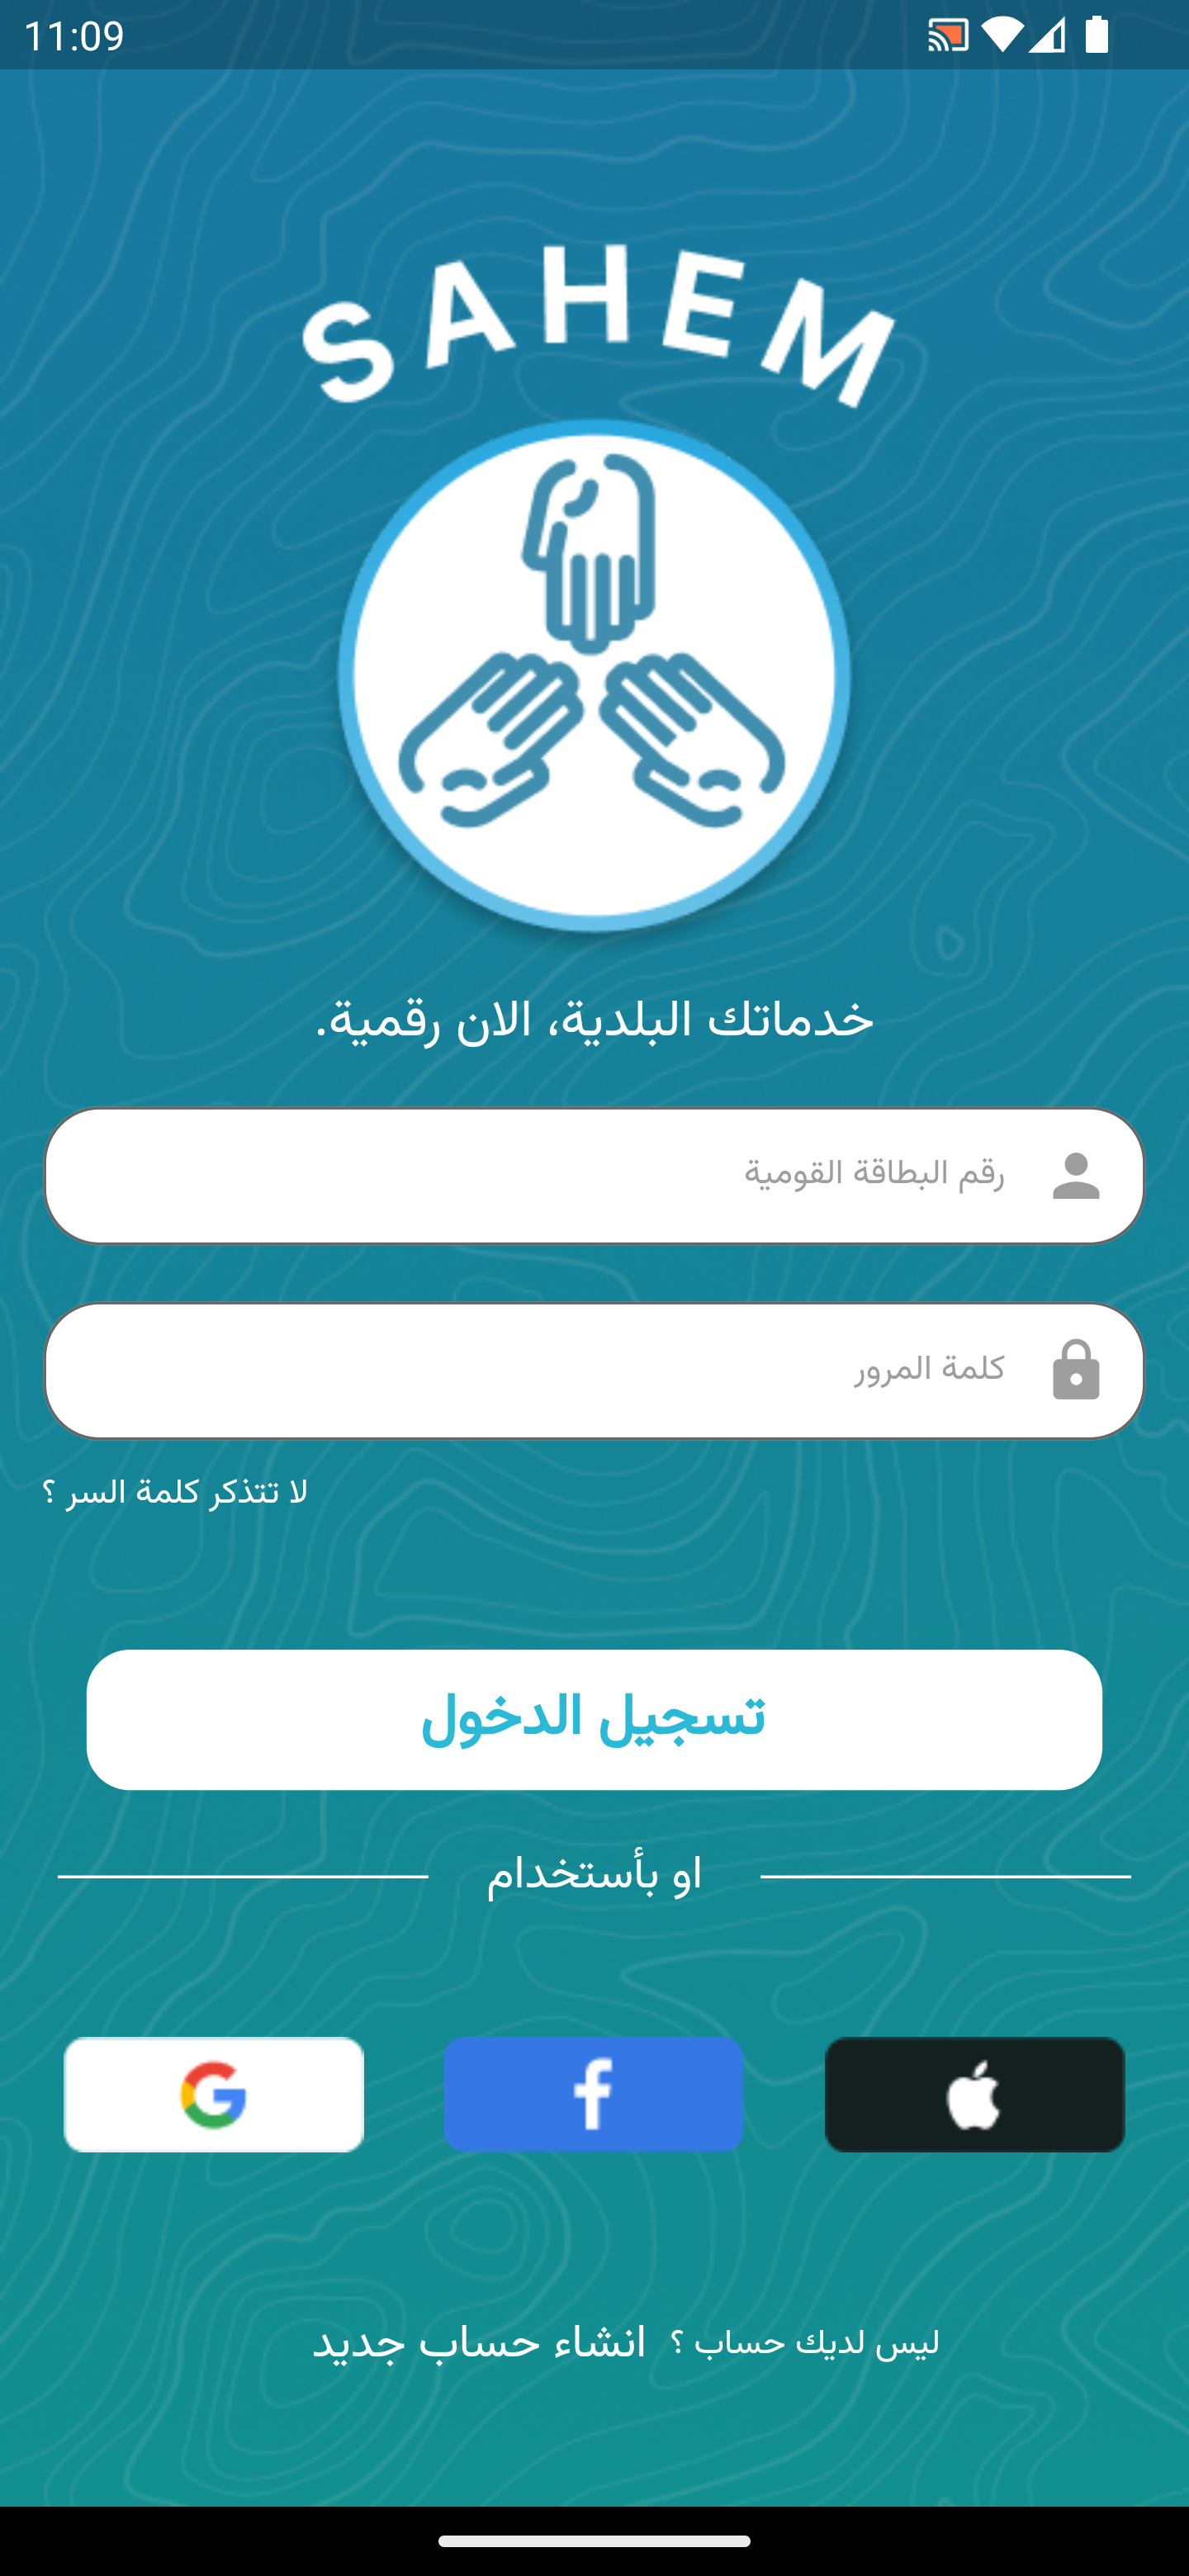 11:09
SAHEM
خدماتك البلدية، الان رقمية.
رقم البطاقة القومية
كلمة المرور
لا تتذكر كلمة السر ؟
تسجيل الدخول
او بأستخدام
ليس لديك حساب ؟ انشاء حساب جديد